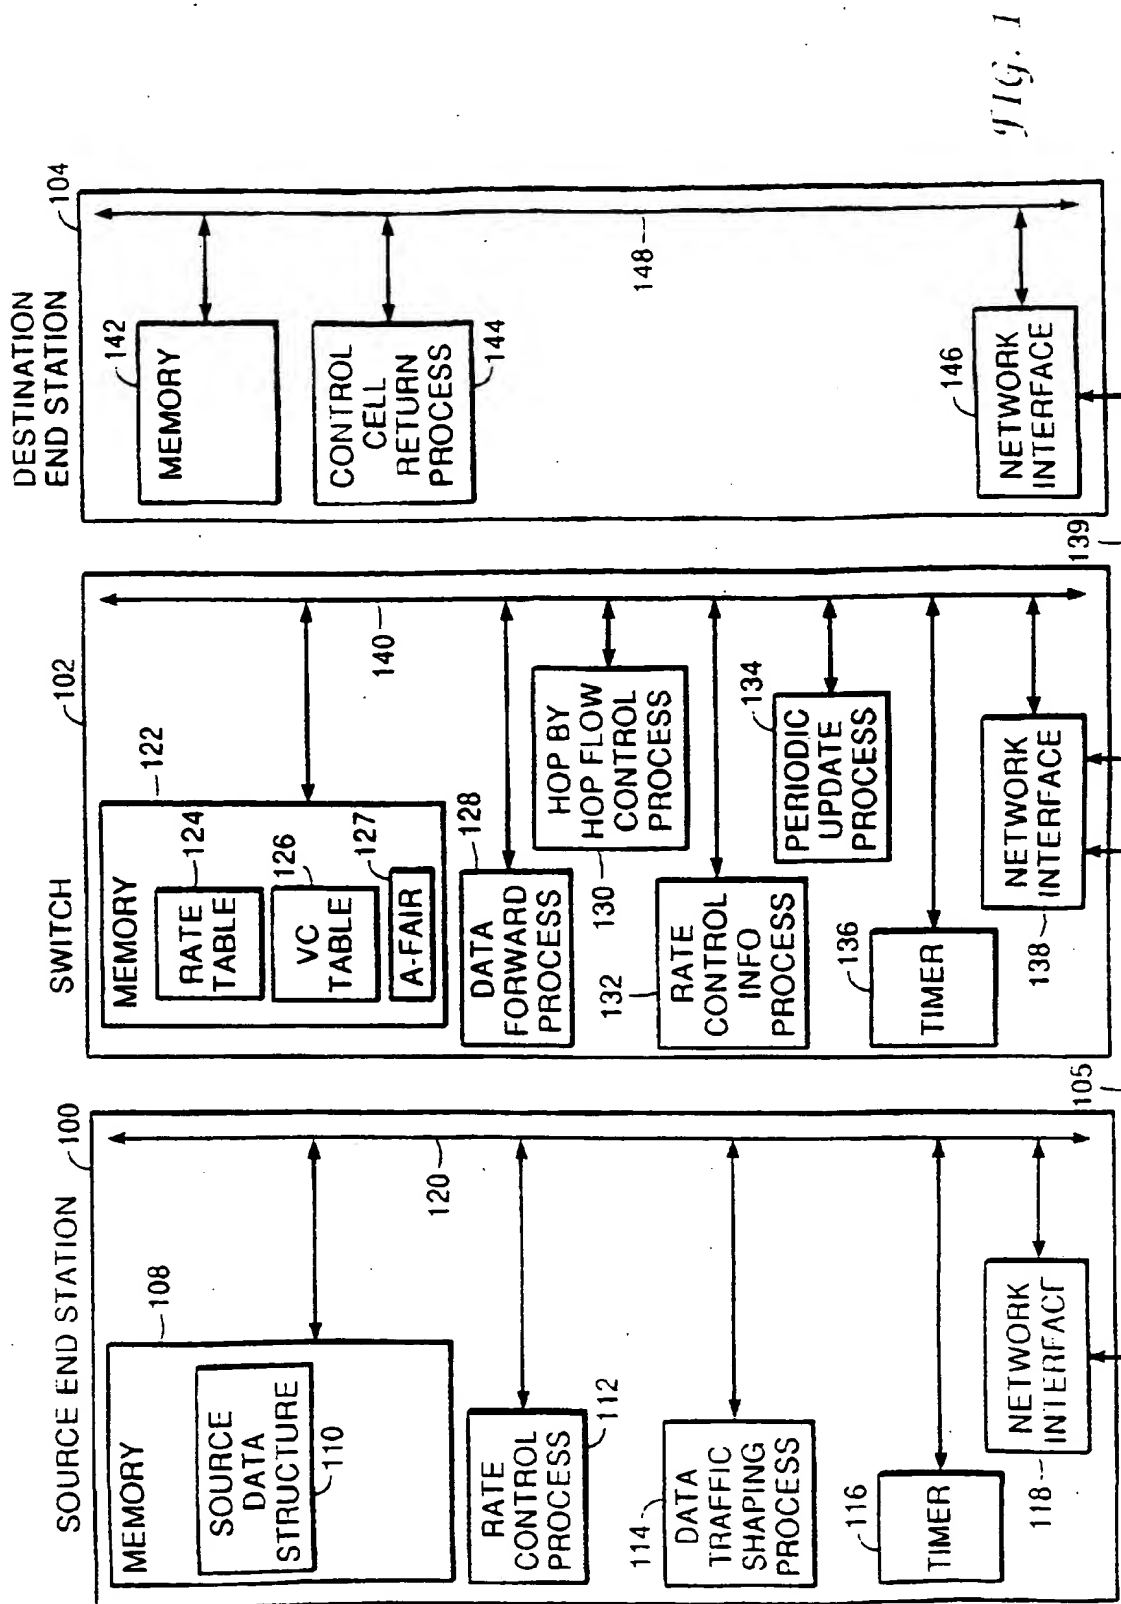 SOURCE END STATION
100
MEMORY
108
SOURCE
DATA
STRUCTURE
110
120
RATE
CONTROL
PROCESS
112
114
DATA
TRAFFIC
SHAPING
PROCESS
116
TIMER
118
NETWORK
INTERFACE
105
SWITCH
102
MEMORY
122
RATE
TABLE
124
VC
TABLE
126
A-FAIR
127
140
DATA
FORWARD
PROCESS
128
HOP BY
HOP FLOW
CONTROL
PROCESS
130
132
RATE
CONTROL
INFO
PROCESS
134
PERIODIC
UPDATE
PROCESS
136
TIMER
138
NETWORK
INTERFACE
139
DESTINATION
END STATION
104
142
MEMORY
CONTROL
CELL
RETURN
PROCESS
144
148
146
NETWORK
INTERFACE
FIG. 1